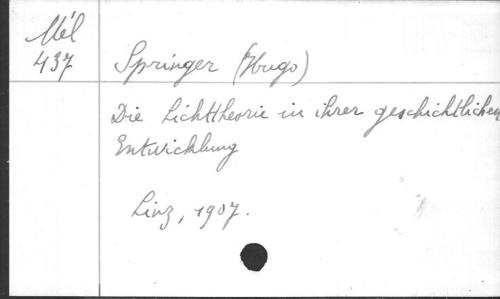 Mél
437
Springer (Hugo)
Die Lichttheorie in ihrer geschichtlichen
Entwicklung
Linz, 1907.